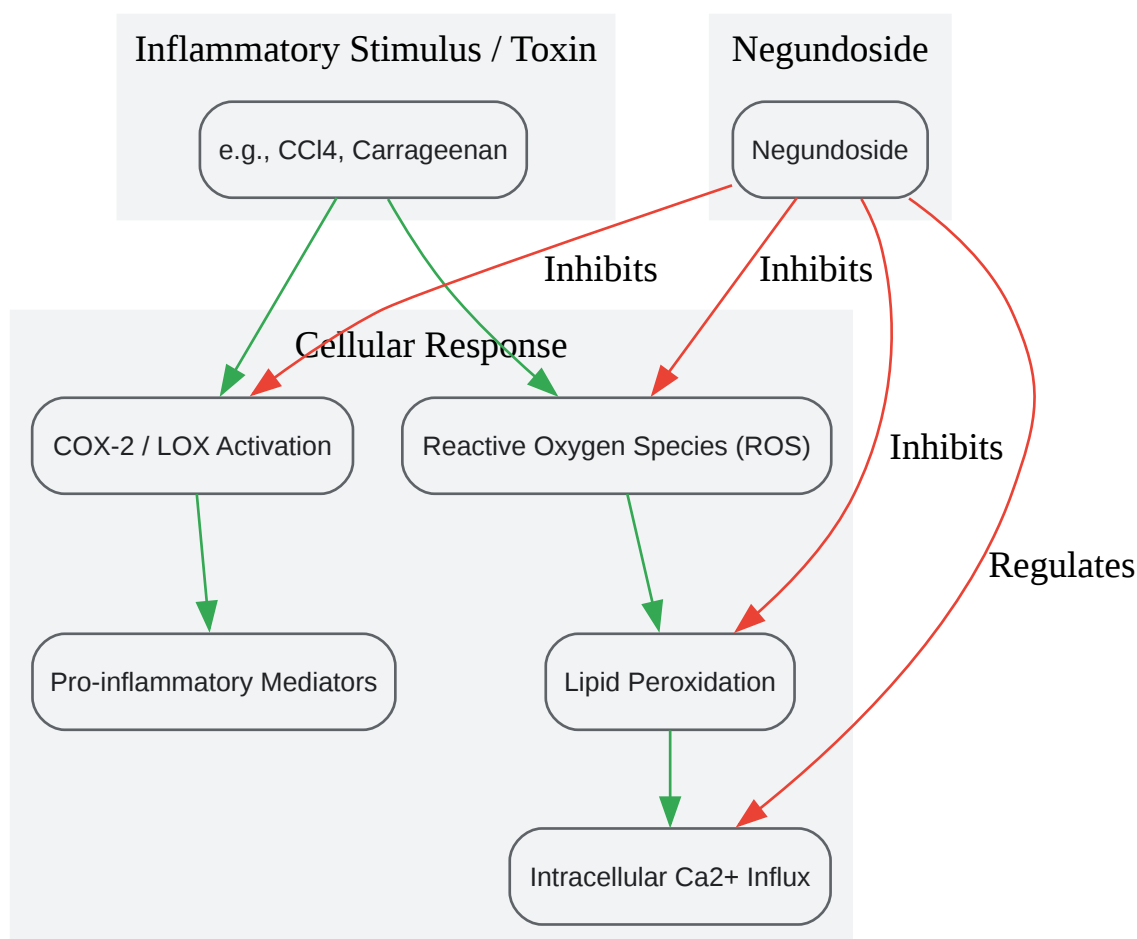 Inflammatory Stimulus / Toxin
Negundoside
e.g., CCl4, Carrageenan
Negundoside
Inhibits
Inhibits
Cellular Response
COX-2 / LOX Activation
Reactive Oxygen Species (ROS)
Inhibits
Regulates
Pro-inflammatory Mediators
Lipid Peroxidation
Intracellular Ca2+ Influx